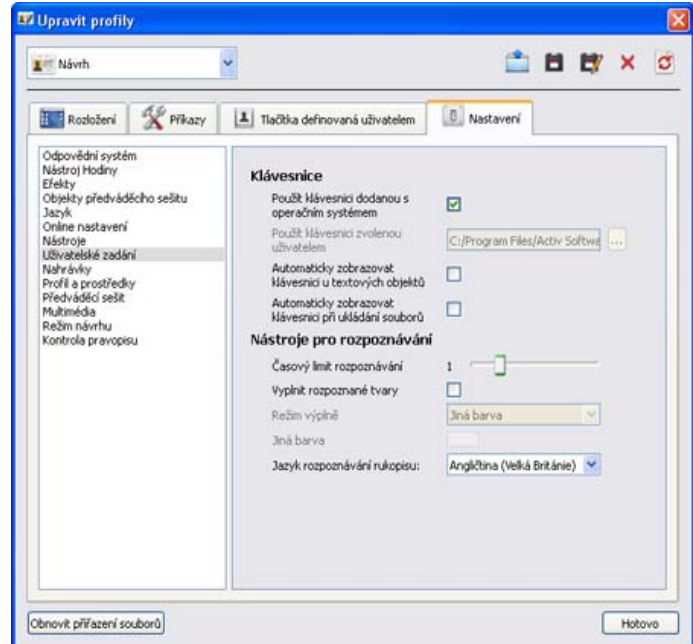 Upravit profily
Návrh
Rozložení
Příkazy
Tlačítka definovaná uživatelem
Nastavení
Odpovědní systém
Nástroj Hodiny
Efekty
Objekty předváděcího sešitu
Jazyk
Online nastavení
Nástroje
Uživatelské zadání
Nahrávky
Profil a prostředky
Předváděcí sešit
Multimédia
Režim návrhu
Kontrola pravopisu
Klávesnice
Použít klávesnici dodanou s
operačním systémem
Použít klávesnici zvolenou
uživatelem
C:/Program Files/Activ Softwa
...
Automaticky zobrazovat
klávesnici u textových objektů
Automaticky zobrazovat
klávesnici při ukládání souborů
Nástroje pro rozpoznávání
Časový limit rozpoznávání
1
Vyplnit rozpoznané tvary
Režim výplně
Jiná barva
Jiná barva
Jazyk rozpoznávání rukopisu:
Angličtina (Velká Británie)
Obnovit přiřazení souborů
Hotovo